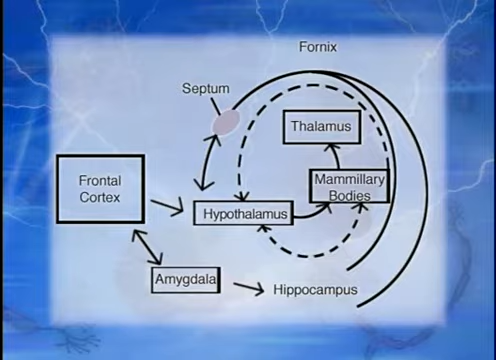 Fornix
Septum
Thalamus
Frontal
Cortex
Mammillary
Bodies
Hypothalamus
Amygdala
Hippocampus